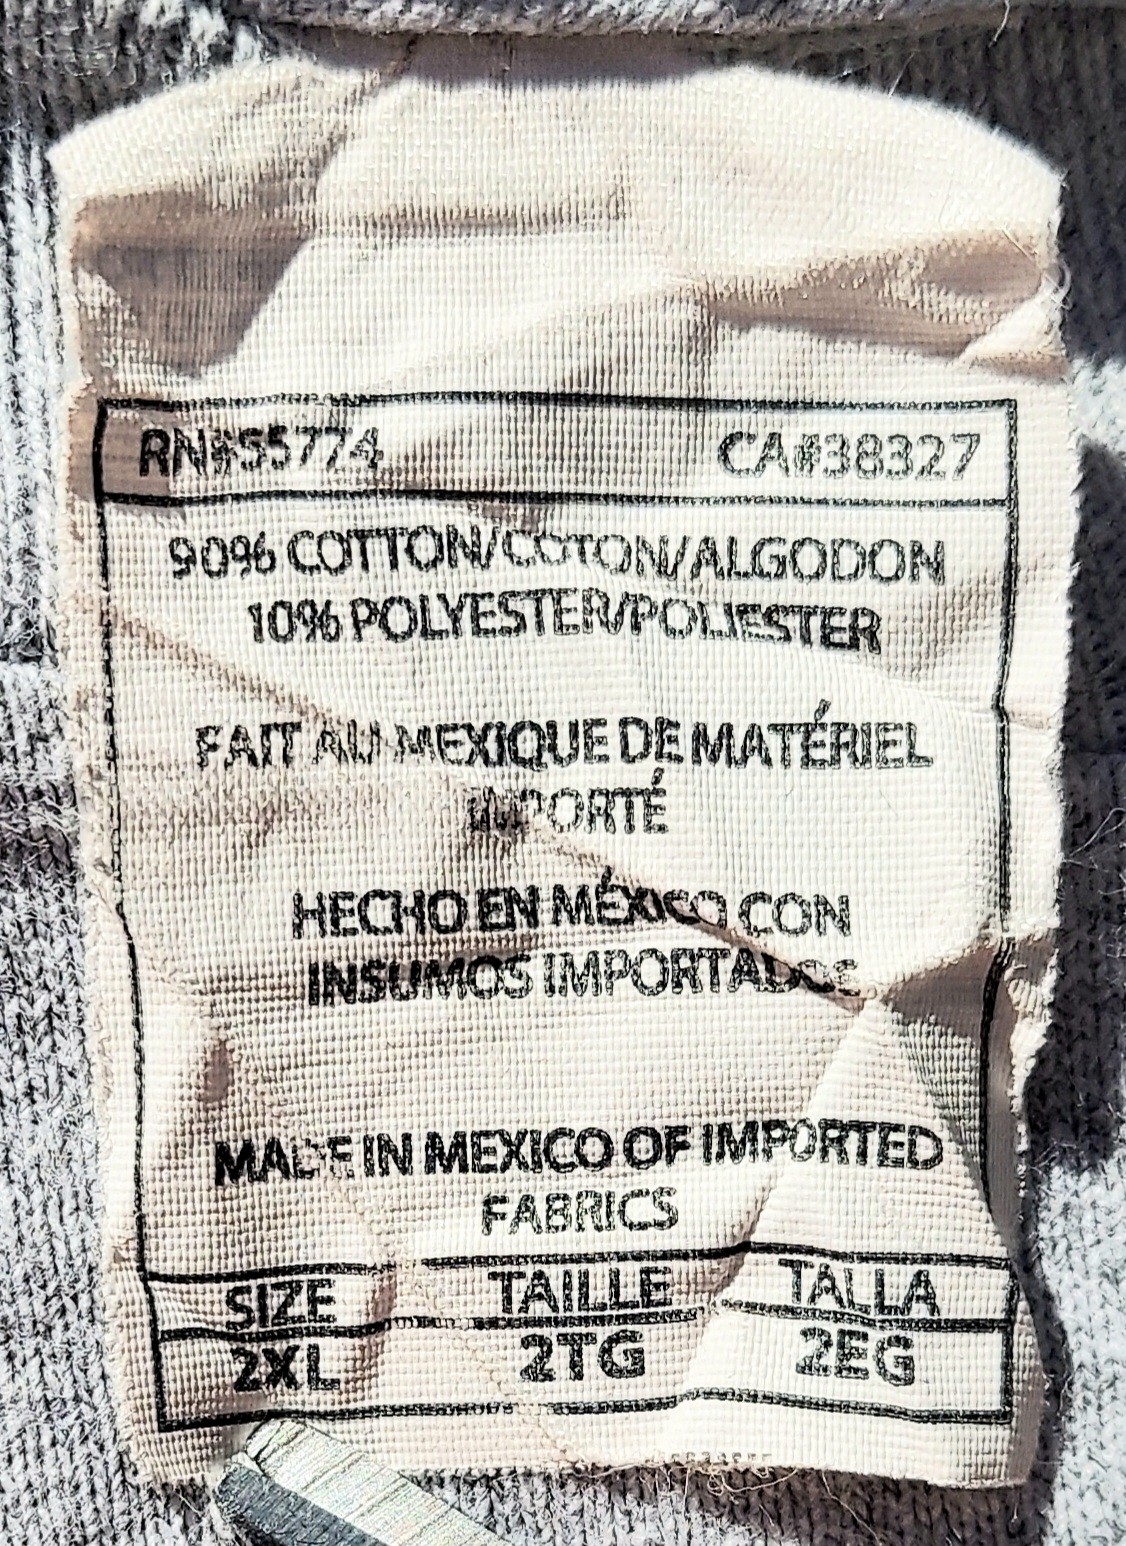 RN#55774 CA#38327
90% COTTON/COTON/ALGODON
10% POLYESTER/POLIESTER
FAIT AU MEXIQUE DE MATÉRIEL
IMPORTÉ
HECHO EN MÉXICO CON
INSUMOS IMPORTADOS
MADE IN MEXICO OF IMPORTED
FABRICS
SIZE TAILLE TALLA
2XL 2TG 2EG